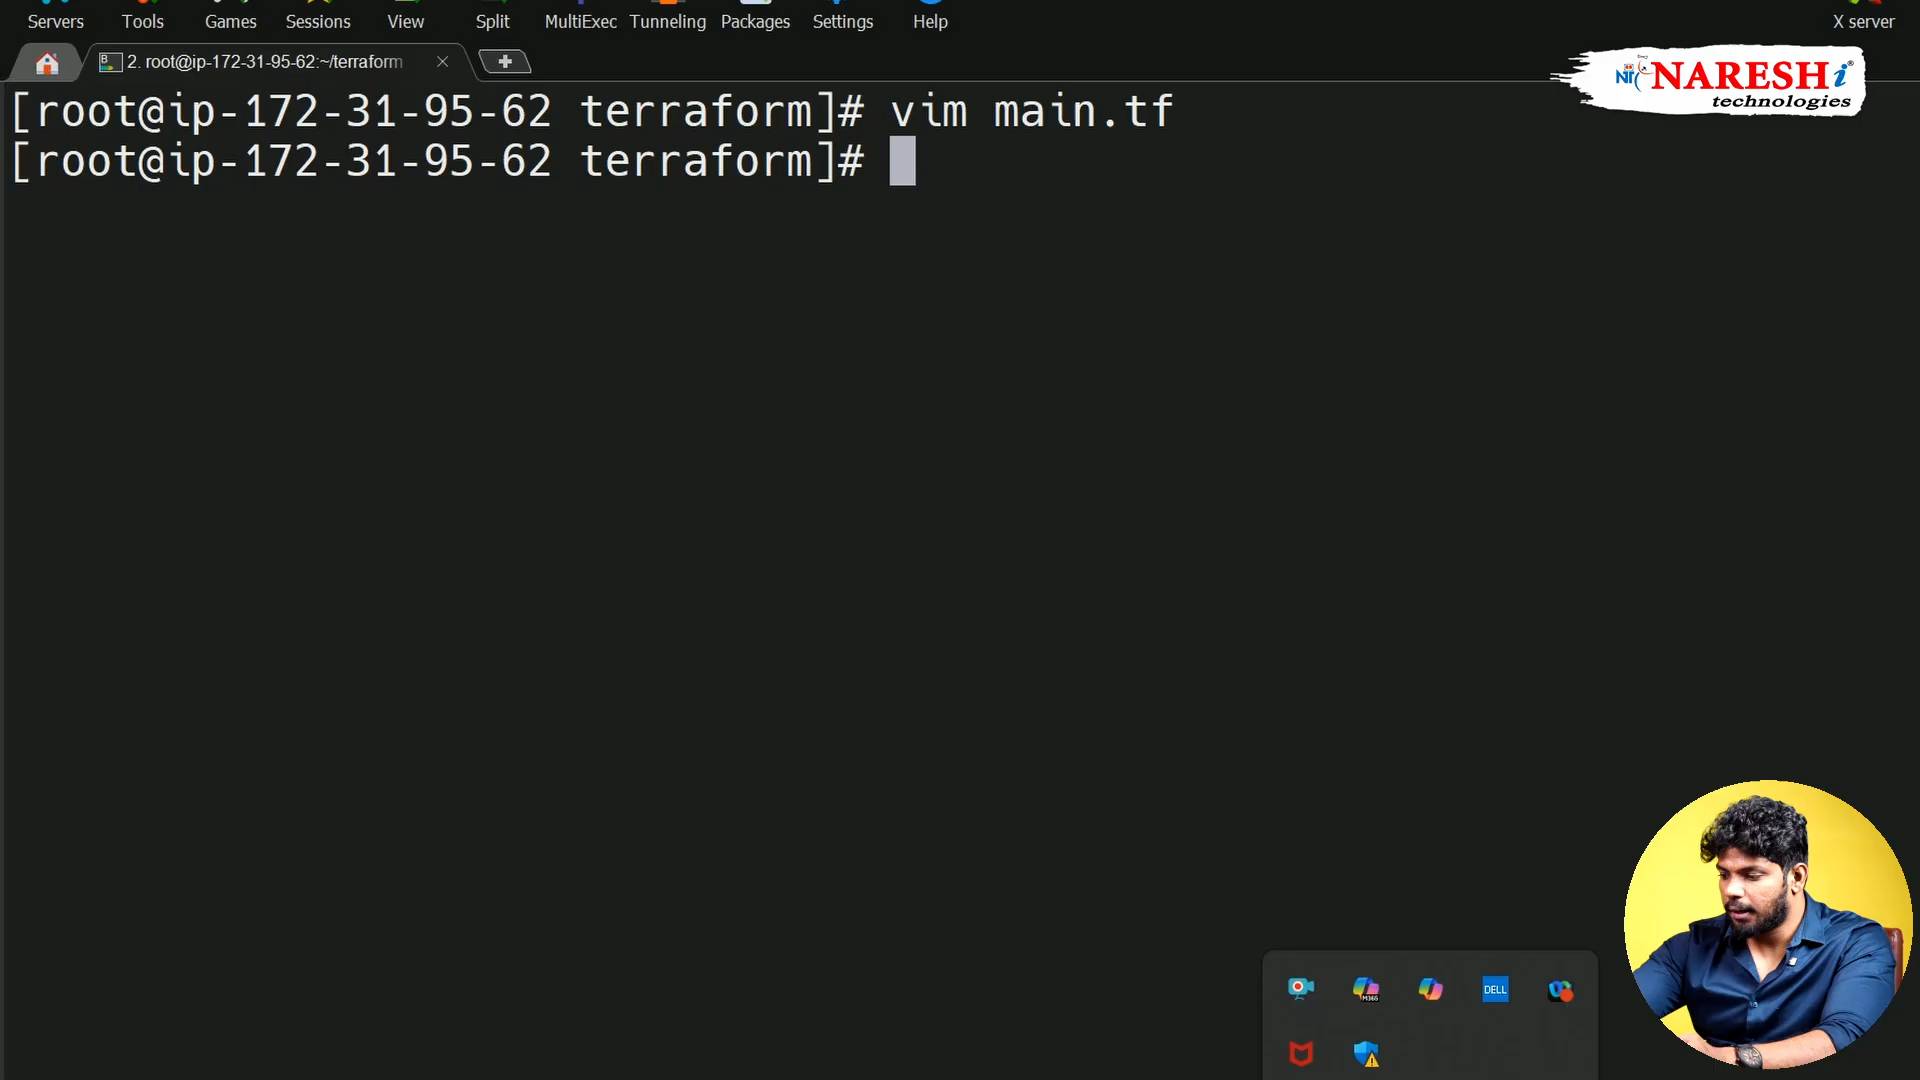 Servers Tools Games Sessions View Split MultiExec Tunneling Packages Settings Help X server
2. root@ip-172-31-95-62:~/terraform
NARESH i
technologies
[root@ip-172-31-95-62 terraform]# vim main.tf
[root@ip-172-31-95-62 terraform]#
M365
DELL